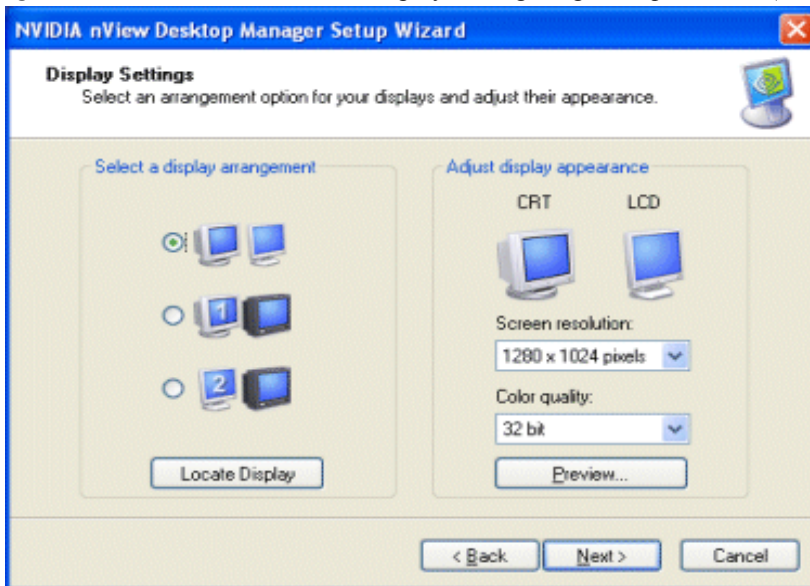 NVIDIA nView Desktop Manager Setup Wizard
Display Settings
Select an arrangement option for your displays and adjust their appearance.
Select a display arrangement
1
2
Locate Display
Adjust display appearance
CRT LCD
Screen resolution:
1280 x 1024 pixels
Color quality:
32 bit
Preview...
< Back Next > Cancel